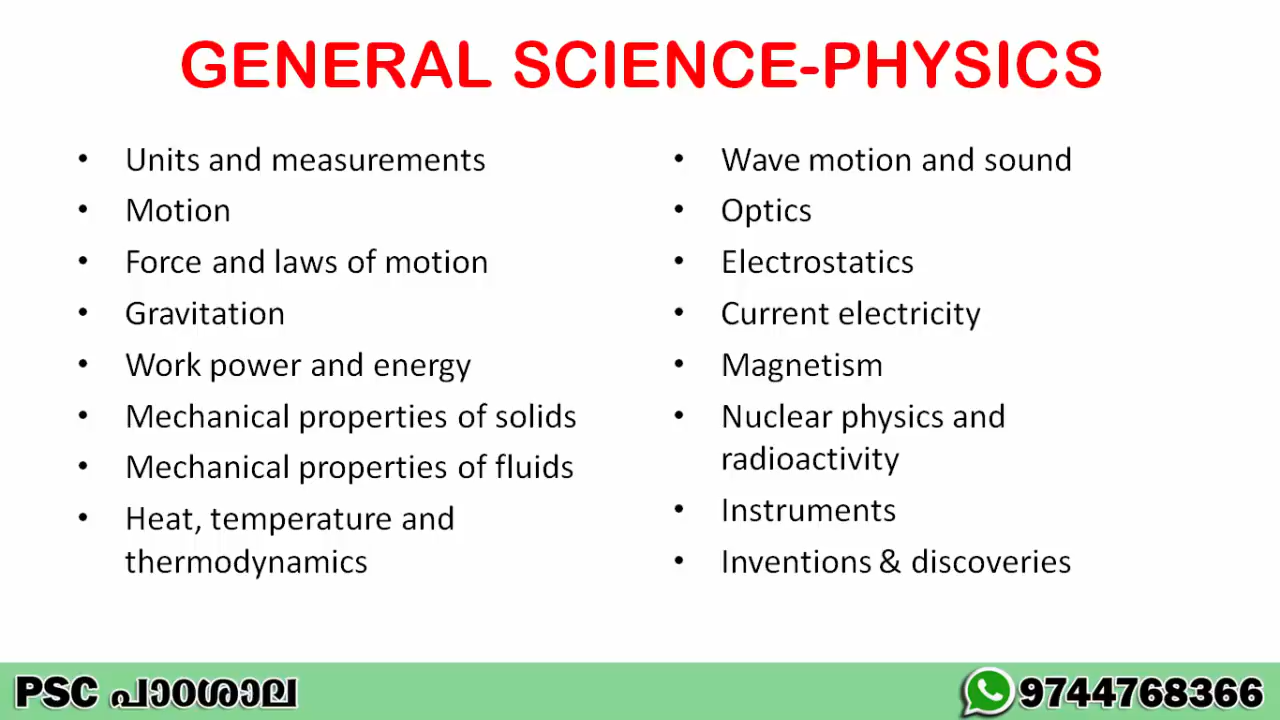 GENERAL SCIENCE-PHYSICS
• Units and measurements
• Motion
• Force and laws of motion
• Gravitation
• Work power and energy
• Mechanical properties of solids
• Mechanical properties of fluids
• Heat, temperature and
thermodynamics
• Wave motion and sound
• Optics
• Electrostatics
• Current electricity
• Magnetism
• Nuclear physics and
radioactivity
• Instruments
• Inventions & discoveries
PSC പാഠശാല
9744768366